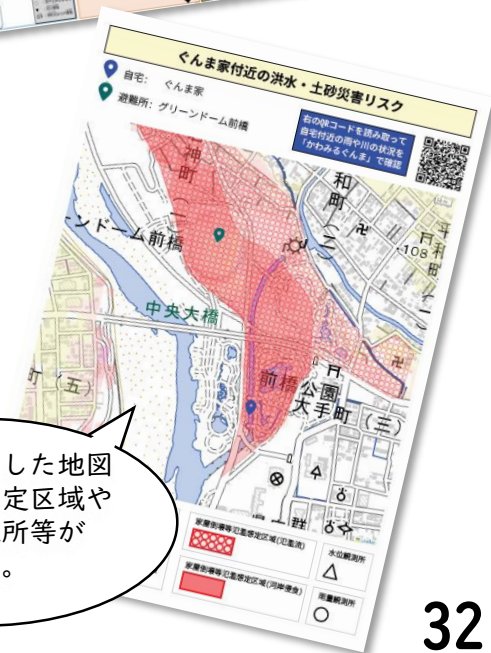 ぐんま家付近の洪水・土砂災害リスク
自宅: ぐんま家
避難所: グリーンドーム前橋
右のQRコードを読み取って
自宅付近の雨や川の状況を
「かわみるぐんま」で確認
神町
(一)
和町
(三)
ンドーム前橋
108
中央大橋
町(五)
前橋公園
大手町(三)
した地図
定区域や
所等が
。
家屋倒壊等氾濫想定区域(氾濫流)
水位観測所
家屋倒壊等氾濫想定区域(河岸侵食)
雨量観測所
32